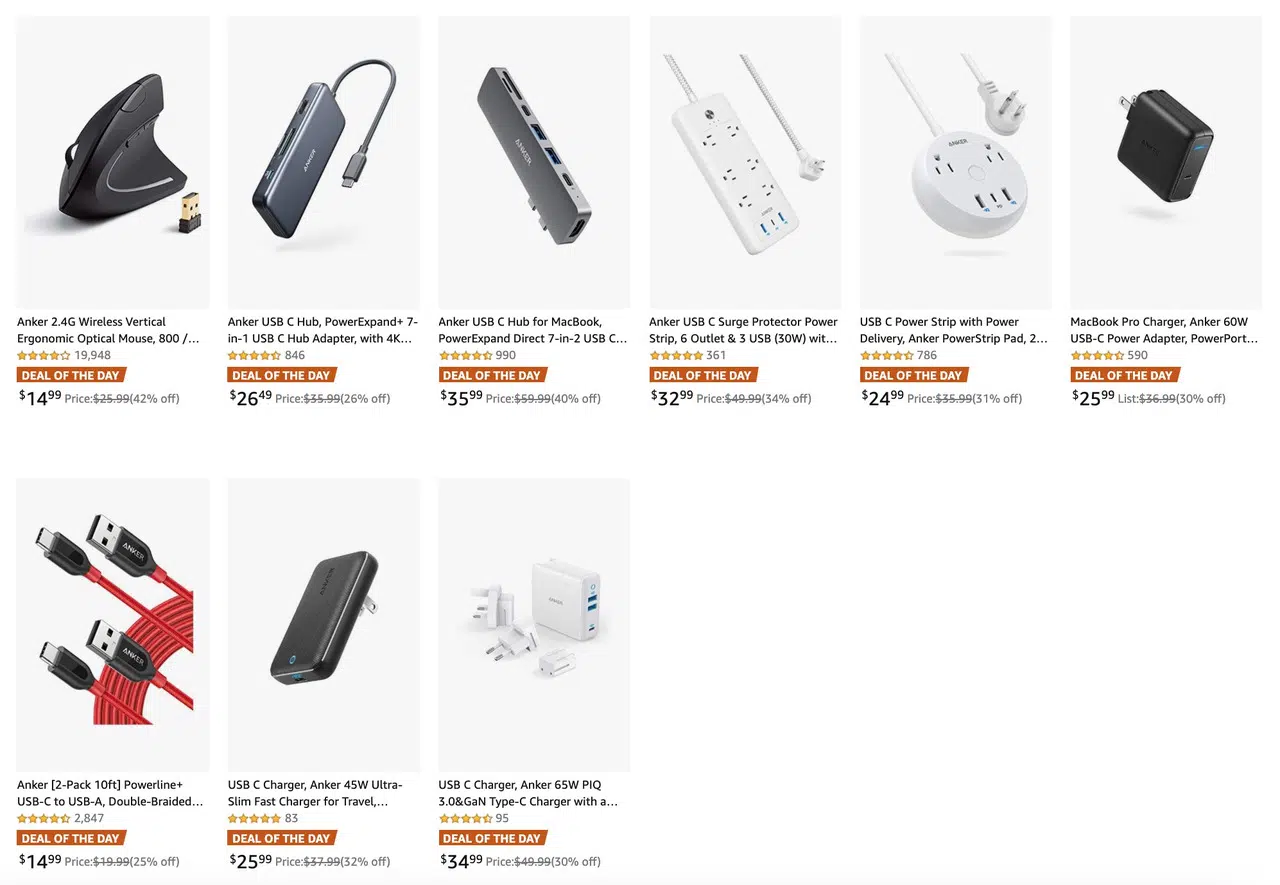 ANKER
ANKER
ANKER
ANKER
ANKER
Anker 2.4G Wireless Vertical
Ergonomic Optical Mouse, 800 /...
19,948
DEAL OF THE DAY
$14.99 Price:$25.99(42% off)
Anker USB C Hub, PowerExpand+ 7-
in-1 USB C Hub Adapter, with 4K...
846
DEAL OF THE DAY
$26.49 Price:$35.99(26% off)
Anker USB C Hub for MacBook,
PowerExpand Direct 7-in-2 USB C...
990
DEAL OF THE DAY
$35.99 Price:$59.99(40% off)
Anker USB C Surge Protector Power
Strip, 6 Outlet & 3 USB (30W) wit...
361
DEAL OF THE DAY
$32.99 Price:$49.99(34% off)
USB C Power Strip with Power
Delivery, Anker PowerStrip Pad, 2...
786
DEAL OF THE DAY
$24.99 Price:$35.99(31% off)
MacBook Pro Charger, Anker 60W
USB-C Power Adapter, PowerPort...
590
DEAL OF THE DAY
$25.99 List:$36.99(30% off)
ANKER
ANKER
ANKER
ANKER
Anker [2-Pack 10ft] Powerline+
USB-C to USB-A, Double-Braided...
2,847
DEAL OF THE DAY
$14.99 Price:$19.99(25% off)
USB C Charger, Anker 45W Ultra-
Slim Fast Charger for Travel,...
83
DEAL OF THE DAY
$25.99 Price:$37.99(32% off)
USB C Charger, Anker 65W PIQ
3.0&GaN Type-C Charger with a...
95
DEAL OF THE DAY
$34.99 Price:$49.99(30% off)